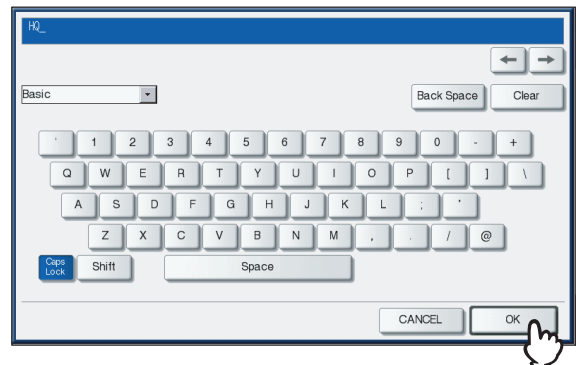 HQ_
← →
Basic Back Space Clear
` 1 2 3 4 5 6 7 8 9 0 - +
Q W E R T Y U I O P [ ] \
A S D F G H J K L ; '
Z X C V B N M , . / @
Caps Lock Shift Space
CANCEL OK